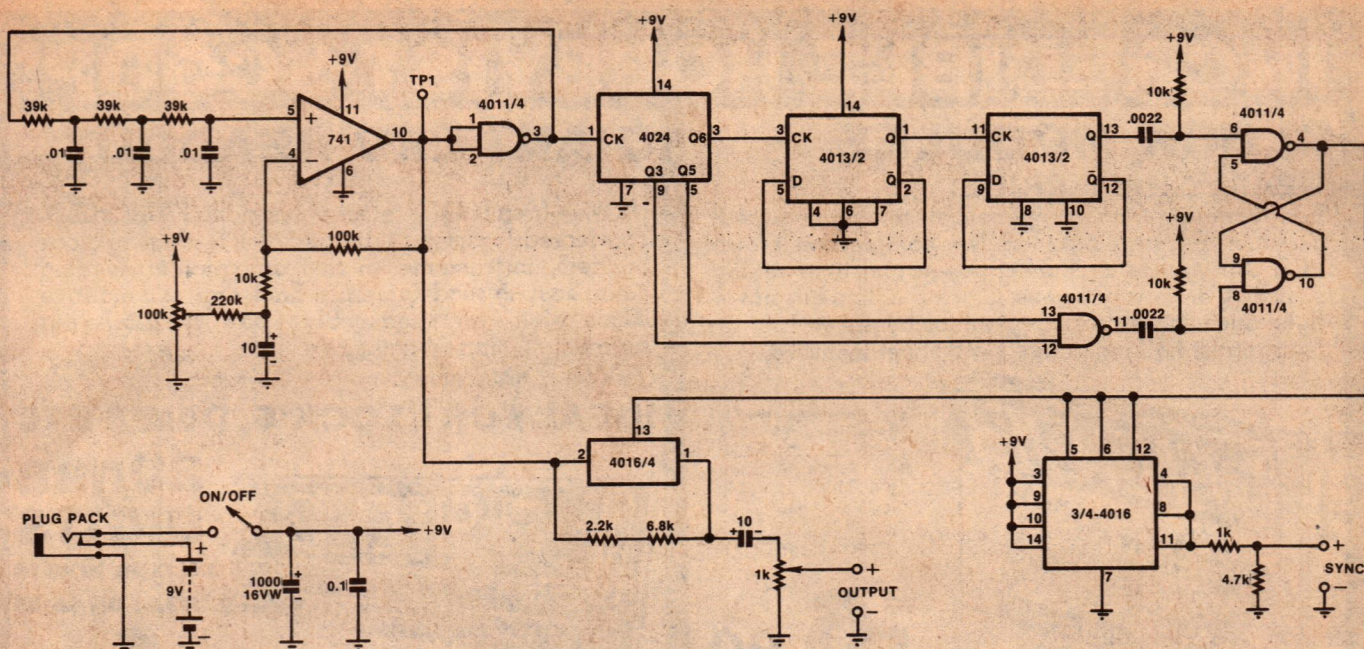 +9V
+9V
+9V
+9V
TP1
39k
39k
39k
.01
.01
.01
5
+
4
−
741
11
10
6
4011/4
1
2
3
1
CK
14
4024
Q6
3
Q3
Q5
7
9
5
-
3
CK
14
4013/2
Q
1
D
5
Q̅
2
4
6
7
11
CK
Q
13
4013/2
D
9
Q̅
12
8
10
10k
.0022
4011/4
6
5
4
+9V
10k
9
8
10
4011/4
13
12
4011/4
11
.0022
100k
+9V
10k
220k
100k
10
+
-
13
2
4016/4
1
2.2k
6.8k
10
+
-
1k
+
OUTPUT
−
+9V
5
6
12
3
9
10
14
3/4-4016
4
8
11
7
1k
4.7k
+
SYNC
−
PLUG PACK
ON/OFF
+9V
+
9V
−
1000
16VW
+
-
0.1